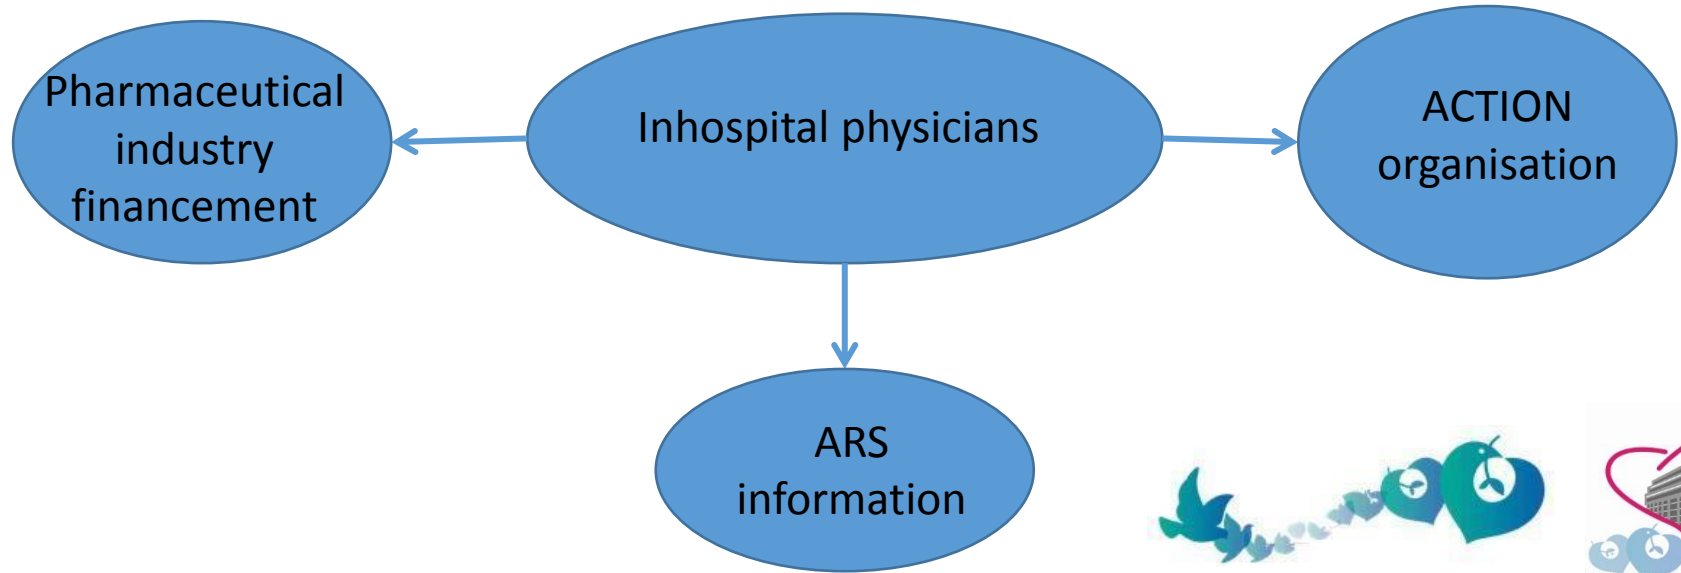 Pharmaceutical
industry
financement
Inhospital physicians
ACTION
organisation
ARS
information